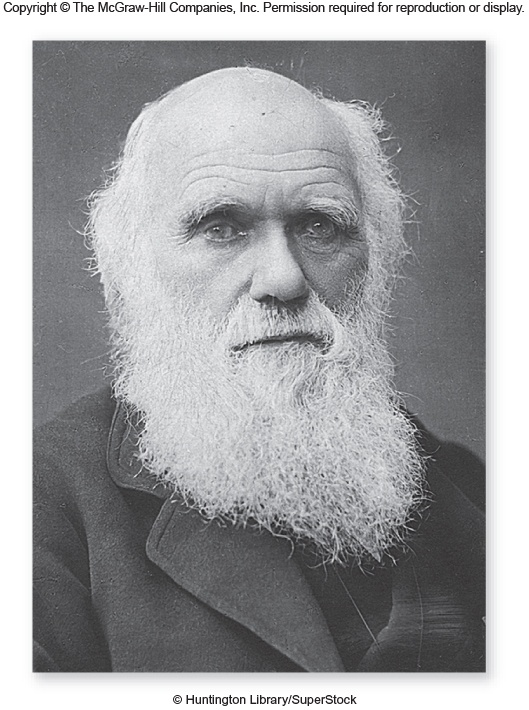 Copyright © The McGraw-Hill Companies, Inc. Permission required for reproduction or display.
© Huntington Library/SuperStock